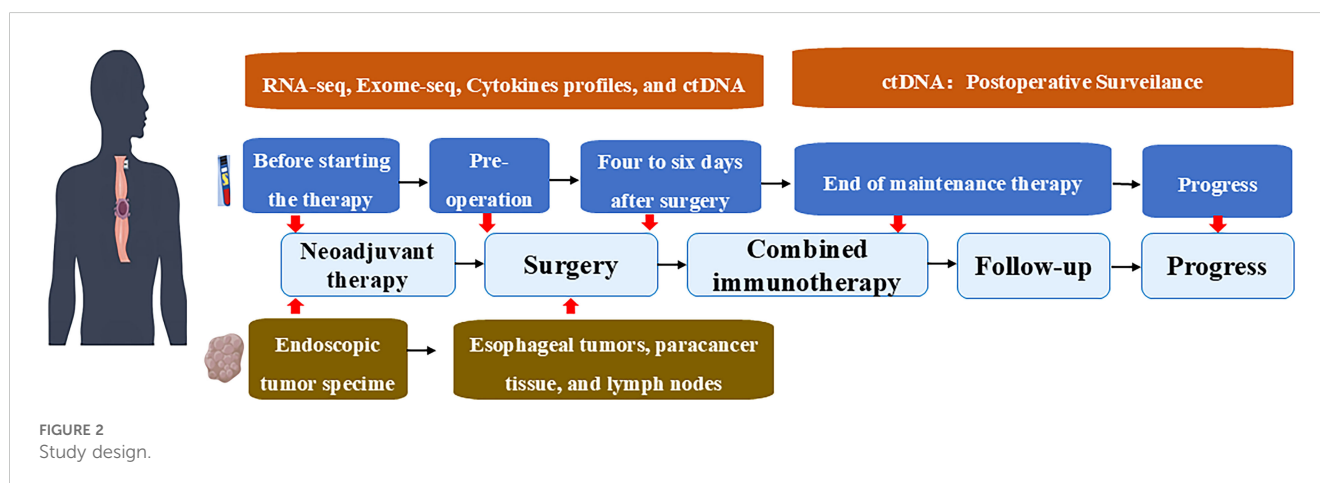 RNA-seq, Exome-seq, Cytokines profiles, and ctDNA
ctDNA： Postoperative Surveilance
Before starting
the therapy
Pre-
operation
Four to six days
after surgery
End of maintenance therapy
Progress
Neoadjuvant
therapy
Surgery
Combined
immunotherapy
Follow-up
Progress
Endoscopic
tumor specime
Esophageal tumors, paracancer
tissue, and lymph nodes
FIGURE 2
Study design.